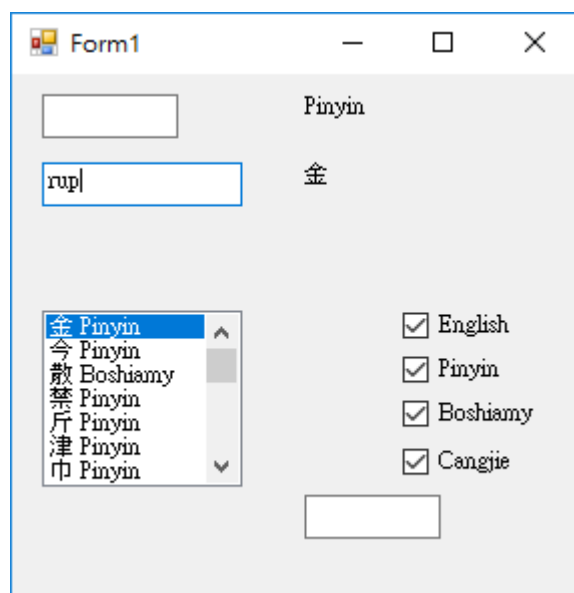 Form1
Pinyin
rup
金
金 Pinyin
今 Pinyin
散 Boshiamy
禁 Pinyin
斤 Pinyin
津 Pinyin
巾 Pinyin
English
Pinyin
Boshiamy
Cangjie